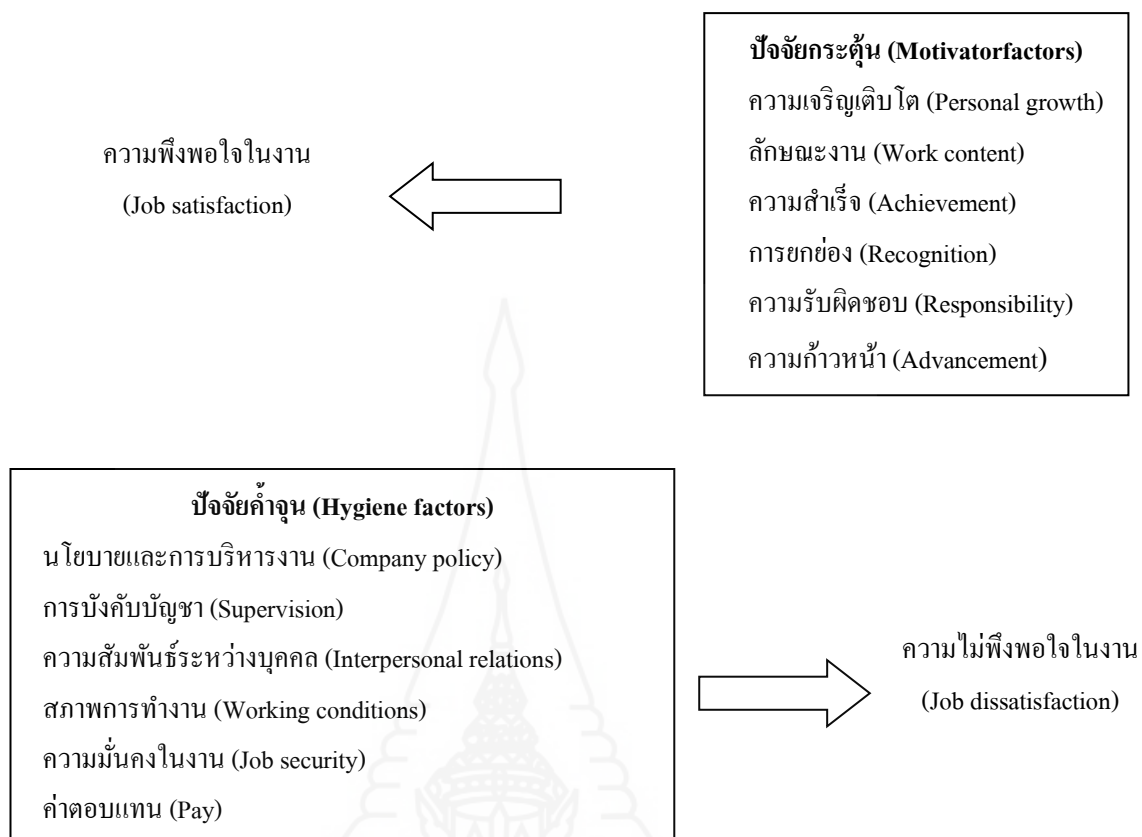 ปัจจัยกระตุ้น (Motivatorfactors)
ความเจริญเติบโต (Personal growth)
ลักษณะงาน (Work content)
ความสำเร็จ (Achievement)
การยกย่อง (Recognition)
ความรับผิดชอบ (Responsibility)
ความก้าวหน้า (Advancement)
ความพึงพอใจในงาน
(Job satisfaction)
ปัจจัยค้ำจุน (Hygiene factors)
นโยบายและการบริหารงาน (Company policy)
การบังคับบัญชา (Supervision)
ความสัมพันธ์ระหว่างบุคคล (Interpersonal relations)
สภาพการทำงาน (Working conditions)
ความมั่นคงในงาน (Job security)
ค่าตอบแทน (Pay)
ความไม่พึงพอใจในงาน
(Job dissatisfaction)